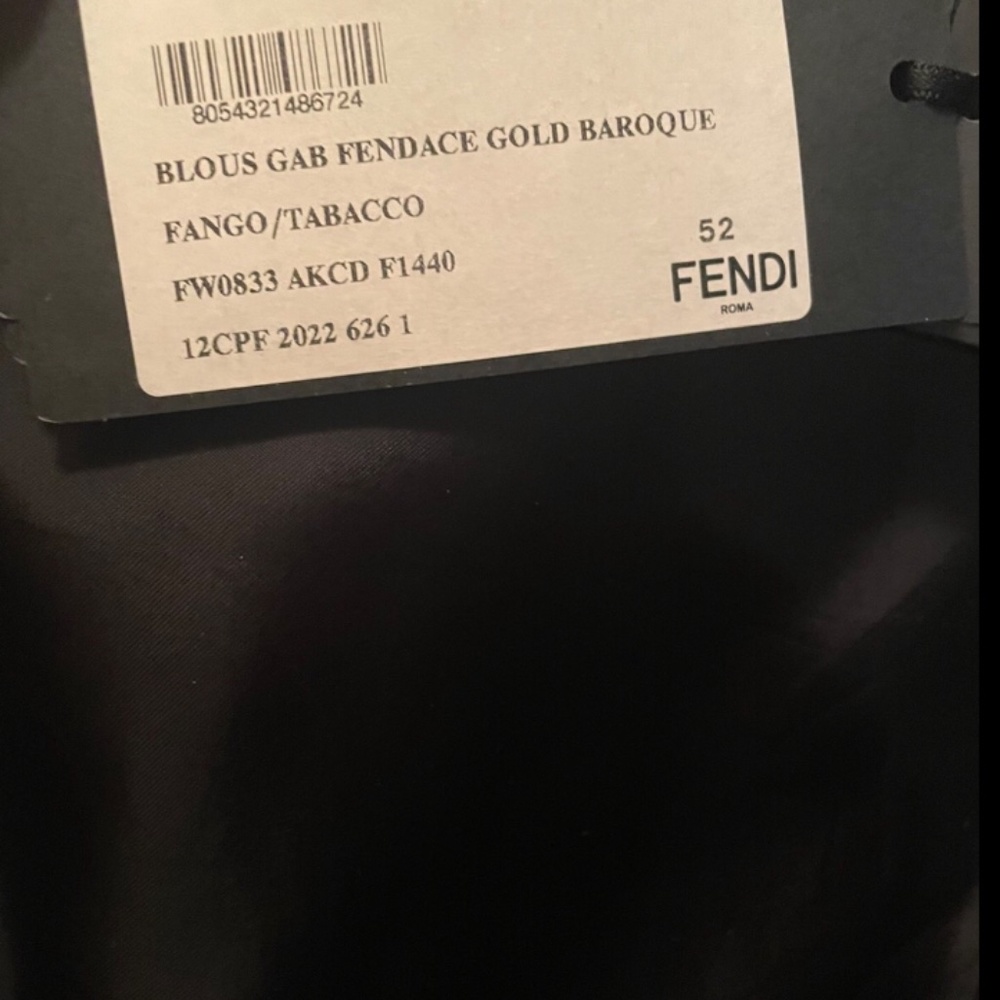 8054321486724
BLOUS GAB FENDACE GOLD BAROQUE
FANGO/TABACCO
FW0833 AKCD F1440
12CPF 2022 626 1
52
FENDI
ROMA